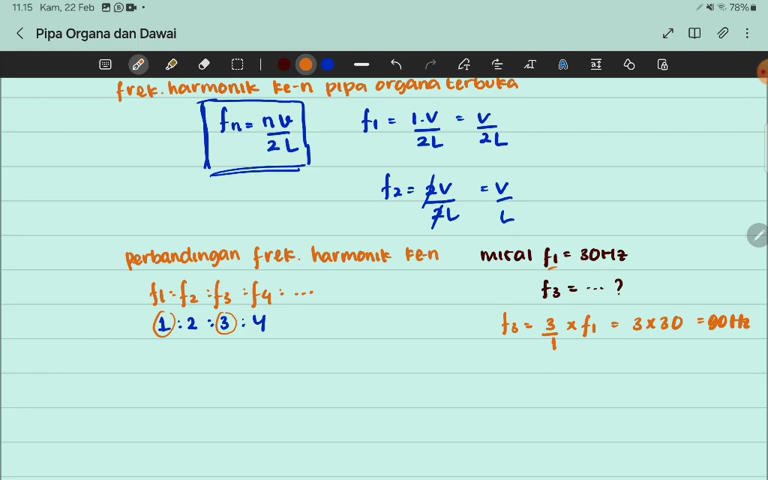 11.15 Kam, 22 Feb
78%
Pipa Organa dan Dawai
frek. harmonik ke-n pipa organa terbuka
fn = nv/2L
f1 = 1.v/2L = v/2L
f2 = 2v/2L = v/L
perbandingan frek. harmonik ke n
f1 : f2 : f3 : f4 : ...
1 : 2 : 3 : 4
misal f1 = 30Hz
f3 = ... ?
f3 = 3/1 x f1 = 3 x 30 = 90Hz